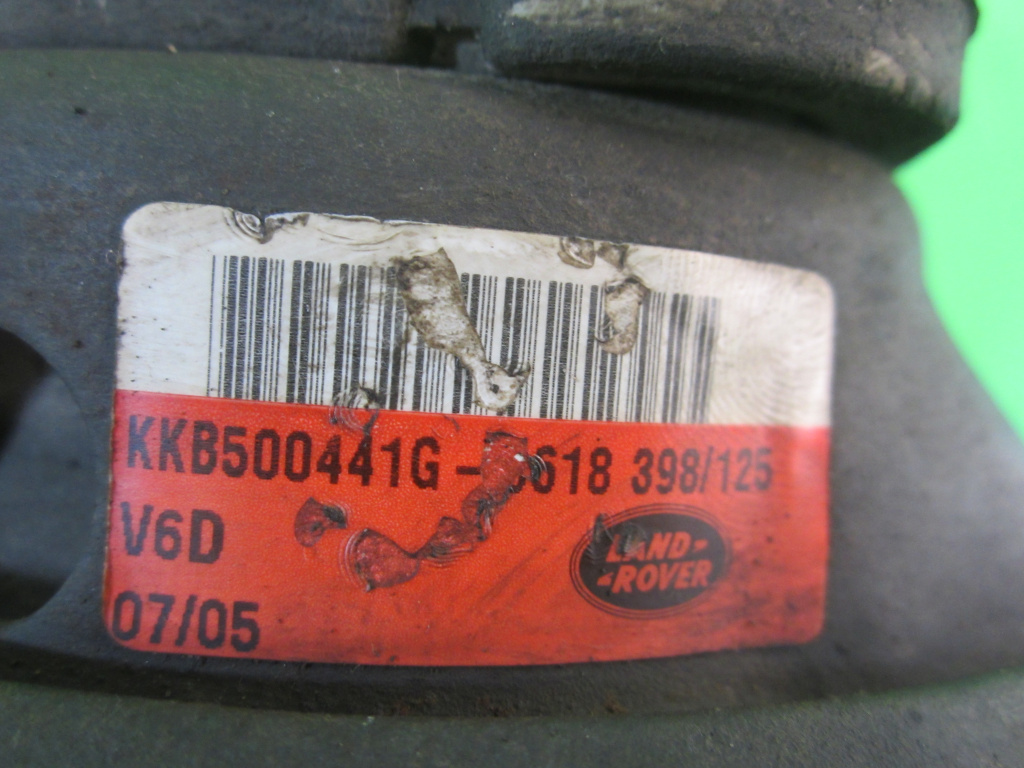 KKB500441G - 618 398/125
V6D
LAND-
-ROVER
07/05